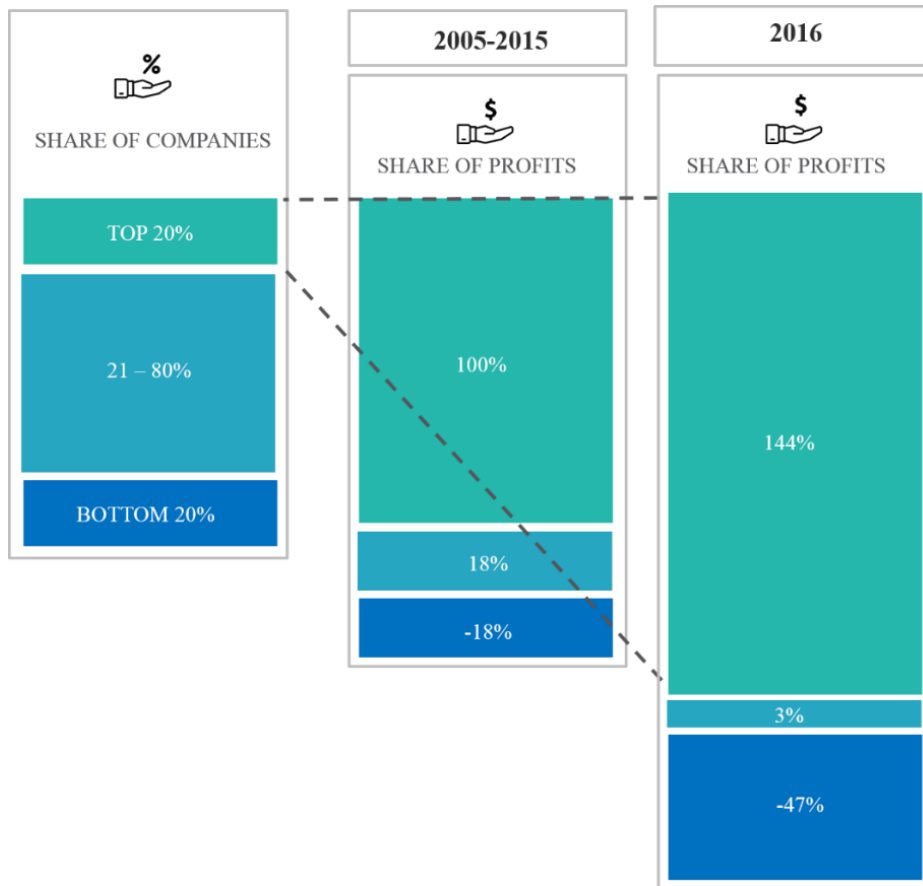 %
SHARE OF COMPANIES
TOP 20%
21 – 80%
BOTTOM 20%
2005-2015
$
SHARE OF PROFITS
100%
18%
-18%
2016
$
SHARE OF PROFITS
144%
3%
-47%